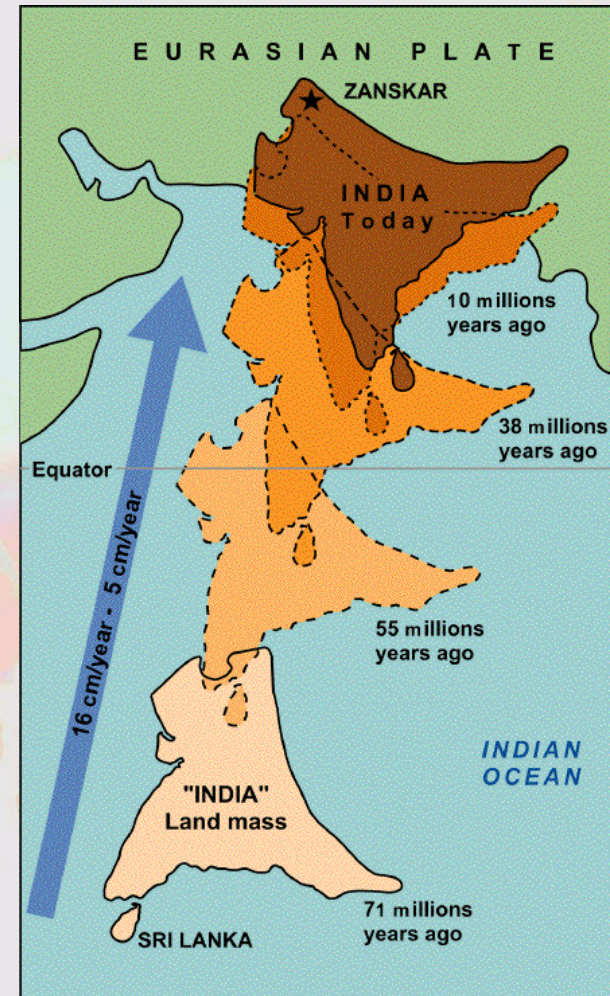 EURASIAN PLATE
ZANSKAR
INDIA
Today
10 millions
years ago
38 millions
years ago
Equator
16 cm/year - 5 cm/year
55 millions
years ago
INDIAN
OCEAN
"INDIA"
Land mass
71 millions
years ago
SRI LANKA